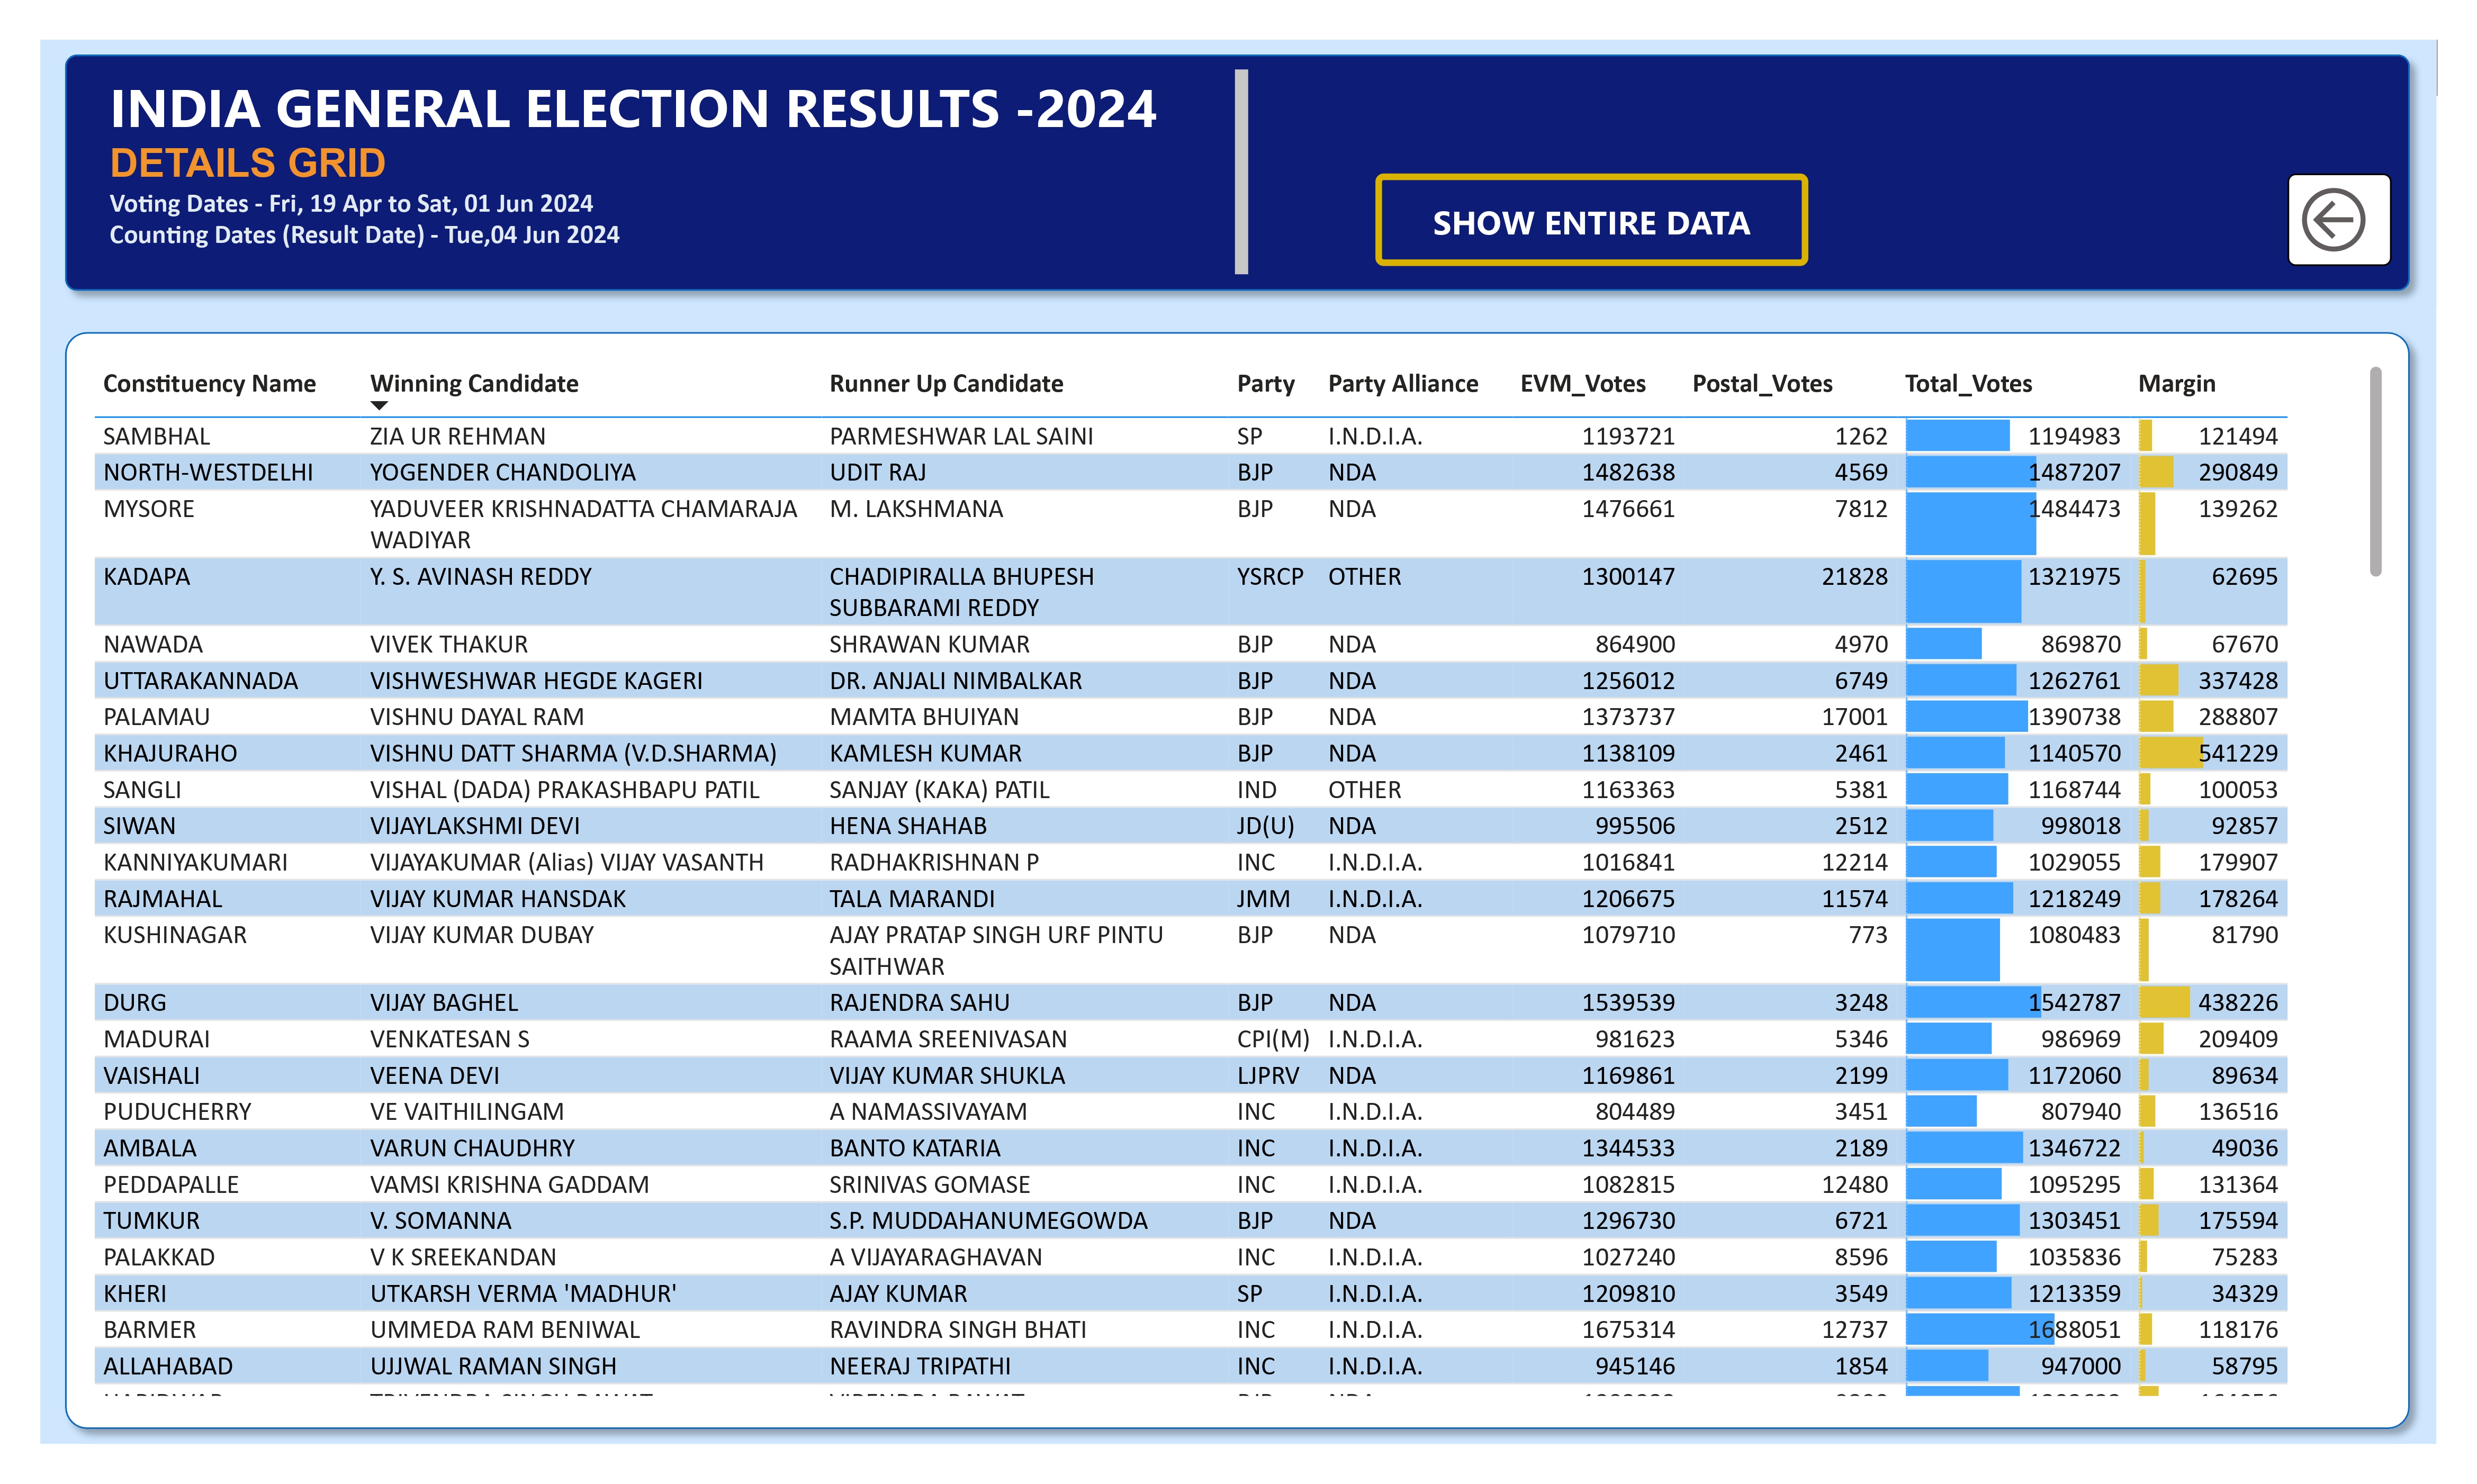 INDIA GENERAL ELECTION RESULTS -2024
DETAILS GRID
Voting Dates - Fri, 19 Apr to Sat, 01 Jun 2024
Counting Dates (Result Date) - Tue,04 Jun 2024
SHOW ENTIRE DATA
Constituency Name Winning Candidate Runner Up Candidate Party Party Alliance EVM_Votes Postal_Votes Total_Votes Margin
SAMBHAL ZIA UR REHMAN PARMESHWAR LAL SAINI SP I.N.D.I.A. 1193721 1262 1194983 121494
NORTH-WESTDELHI YOGENDER CHANDOLIYA UDIT RAJ BJP NDA 1482638 4569 1487207 290849
MYSORE YADUVEER KRISHNADATTA CHAMARAJA M. LAKSHMANA BJP NDA 1476661 7812 1484473 139262
WADIYAR
KADAPA Y. S. AVINASH REDDY CHADIPIRALLA BHUPESH YSRCP OTHER 1300147 21828 1321975 62695
SUBBARAMI REDDY
NAWADA VIVEK THAKUR SHRAWAN KUMAR BJP NDA 864900 4970 869870 67670
UTTARAKANNADA VISHWESHWAR HEGDE KAGERI DR. ANJALI NIMBALKAR BJP NDA 1256012 6749 1262761 337428
PALAMAU VISHNU DAYAL RAM MAMTA BHUIYAN BJP NDA 1373737 17001 1390738 288807
KHAJURAHO VISHNU DATT SHARMA (V.D.SHARMA) KAMLESH KUMAR BJP NDA 1138109 2461 1140570 541229
SANGLI VISHAL (DADA) PRAKASHBAPU PATIL SANJAY (KAKA) PATIL IND OTHER 1163363 5381 1168744 100053
SIWAN VIJAYLAKSHMI DEVI HENA SHAHAB JD(U) NDA 995506 2512 998018 92857
KANNIYAKUMARI VIJAYAKUMAR (Alias) VIJAY VASANTH RADHAKRISHNAN P INC I.N.D.I.A. 1016841 12214 1029055 179907
RAJMAHAL VIJAY KUMAR HANSDAK TALA MARANDI JMM I.N.D.I.A. 1206675 11574 1218249 178264
KUSHINAGAR VIJAY KUMAR DUBAY AJAY PRATAP SINGH URF PINTU BJP NDA 1079710 773 1080483 81790
SAITHWAR
DURG VIJAY BAGHEL RAJENDRA SAHU BJP NDA 1539539 3248 1542787 438226
MADURAI VENKATESAN S RAAMA SREENIVASAN CPI(M) I.N.D.I.A. 981623 5346 986969 209409
VAISHALI VEENA DEVI VIJAY KUMAR SHUKLA LJPRV NDA 1169861 2199 1172060 89634
PUDUCHERRY VE VAITHILINGAM A NAMASSIVAYAM INC I.N.D.I.A. 804489 3451 807940 136516
AMBALA VARUN CHAUDHRY BANTO KATARIA INC I.N.D.I.A. 1344533 2189 1346722 49036
PEDDAPALLE VAMSI KRISHNA GADDAM SRINIVAS GOMASE INC I.N.D.I.A. 1082815 12480 1095295 131364
TUMKUR V. SOMANNA S.P. MUDDAHANUMEGOWDA BJP NDA 1296730 6721 1303451 175594
PALAKKAD V K SREEKANDAN A VIJAYARAGHAVAN INC I.N.D.I.A. 1027240 8596 1035836 75283
KHERI UTKARSH VERMA 'MADHUR' AJAY KUMAR SP I.N.D.I.A. 1209810 3549 1213359 34329
BARMER UMMEDA RAM BENIWAL RAVINDRA SINGH BHATI INC I.N.D.I.A. 1675314 12737 1688051 118176
ALLAHABAD UJJWAL RAMAN SINGH NEERAJ TRIPATHI INC I.N.D.I.A. 945146 1854 947000 58795